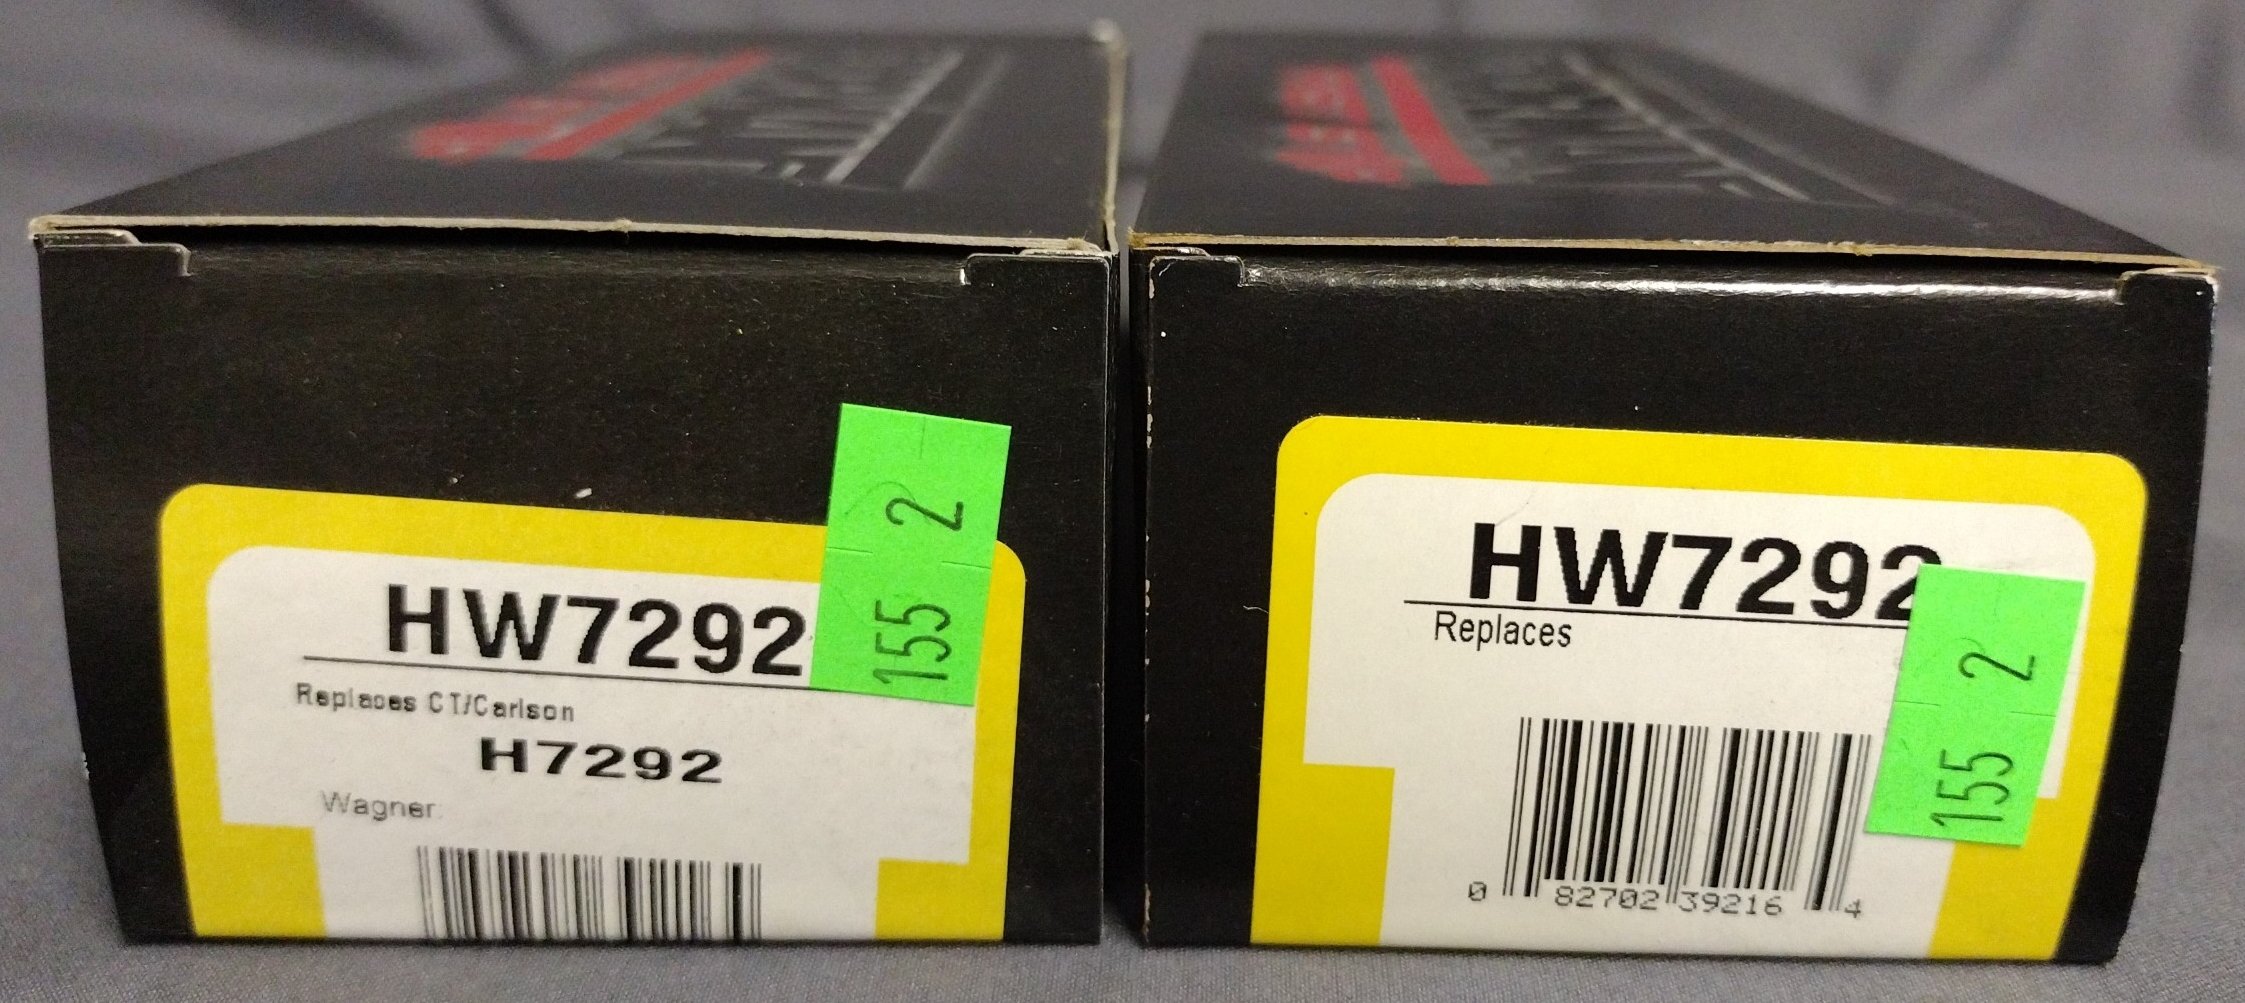 HW7292
Replaces CT/Carlson
H7292
Wagner:
155 2
HW7292
Replaces
0 82702 39216 4
155 2